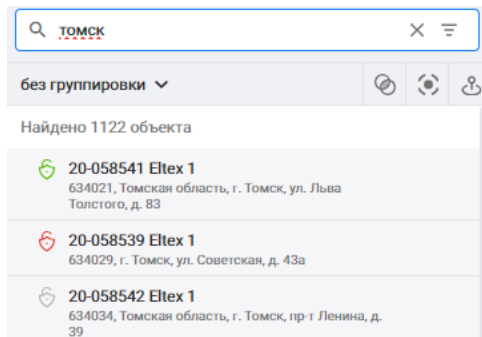 томск
без группировки
Найдено 1122 объекта
20-058541 Eltex 1
634021, Томская область, г. Томск, ул. Льва
Толстого, д. 83
20-058539 Eltex 1
634029, г. Томск, ул. Советская, д. 43а
20-058542 Eltex 1
634034, Томская область, г. Томск, пр-т Ленина, д.
39